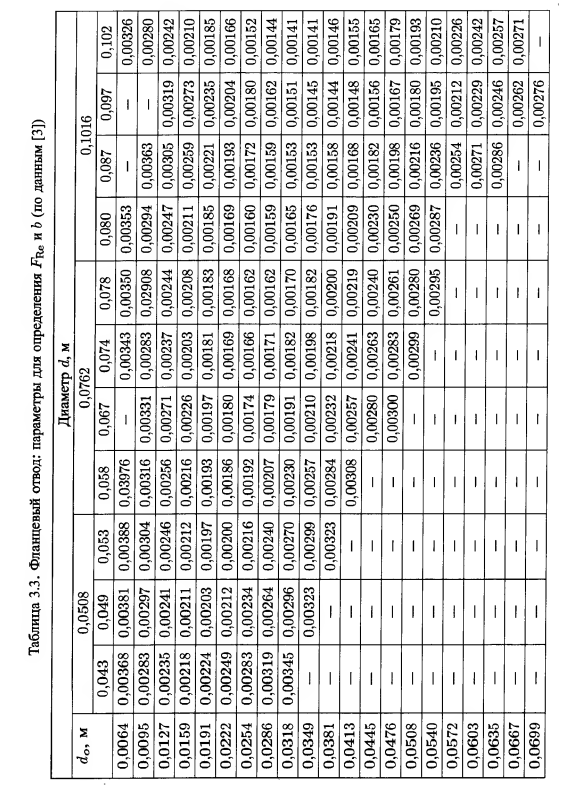 Таблица 3.3. Фланцевый отвод: параметры для определения F_Re и b (по данным [3])
dₒ, м Диаметр d, м
0,0508 0,0762 0,1016
0,043 0,049 0,053 0,058 0,067 0,074 0,078 0,080 0,087 0,097 0,102
0,0064 0,00368 0,00381 0,00388 0,03976 — 0,00343 0,00350 0,00353 — — 0,00326
0,0095 0,00283 0,00297 0,00304 0,00316 0,00331 0,00283 0,02908 0,00294 0,00363 — 0,00280
0,0127 0,00235 0,00241 0,00246 0,00256 0,00271 0,00237 0,00244 0,00247 0,00305 0,00319 0,00242
0,0159 0,00218 0,00211 0,00212 0,00216 0,00226 0,00203 0,00208 0,00211 0,00259 0,00273 0,00210
0,0191 0,00224 0,00203 0,00197 0,00193 0,00197 0,00181 0,00183 0,00185 0,00221 0,00235 0,00185
0,0222 0,00249 0,00212 0,00200 0,00186 0,00180 0,00169 0,00168 0,00169 0,00193 0,00204 0,00166
0,0254 0,00283 0,00234 0,00216 0,00192 0,00174 0,00166 0,00162 0,00160 0,00172 0,00180 0,00152
0,0286 0,00319 0,00264 0,00240 0,00207 0,00179 0,00171 0,00162 0,00159 0,00159 0,00162 0,00144
0,0318 0,00345 0,00296 0,00270 0,00230 0,00191 0,00182 0,00170 0,00165 0,00153 0,00151 0,00141
0,0349 — 0,00323 0,00299 0,00257 0,00210 0,00198 0,00182 0,00176 0,00153 0,00145 0,00141
0,0381 — — 0,00323 0,00284 0,00232 0,00218 0,00200 0,00191 0,00158 0,00144 0,00146
0,0413 — — — 0,00308 0,00257 0,00241 0,00219 0,00209 0,00168 0,00148 0,00155
0,0445 — — — — 0,00280 0,00263 0,00240 0,00230 0,00182 0,00156 0,00165
0,0476 — — — — 0,00300 0,00283 0,00261 0,00250 0,00198 0,00167 0,00179
0,0508 — — — — — 0,00299 0,00280 0,00269 0,00216 0,00180 0,00193
0,0540 — — — — — — 0,00295 0,00287 0,00236 0,00195 0,00210
0,0572 — — — — — — — — 0,00254 0,00212 0,00226
0,0603 — — — — — — — — 0,00271 0,00229 0,00242
0,0635 — — — — — — — — 0,00286 0,00246 0,00257
0,0667 — — — — — — — — — 0,00262 0,00271
0,0699 — — — — — — — — — 0,00276 —